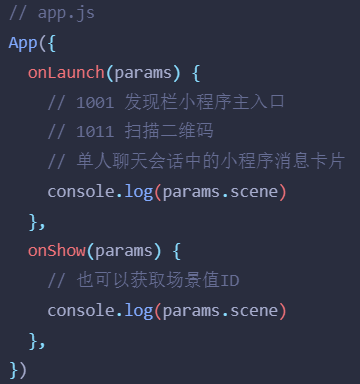 // app.js
App({
  onLaunch(params) {
    // 1001 发现栏小程序主入口
    // 1011 扫描二维码
    // 单人聊天会话中的小程序消息卡片
    console.log(params.scene)
  },
  onShow(params) {
    // 也可以获取场景值ID
    console.log(params.scene)
  },
})